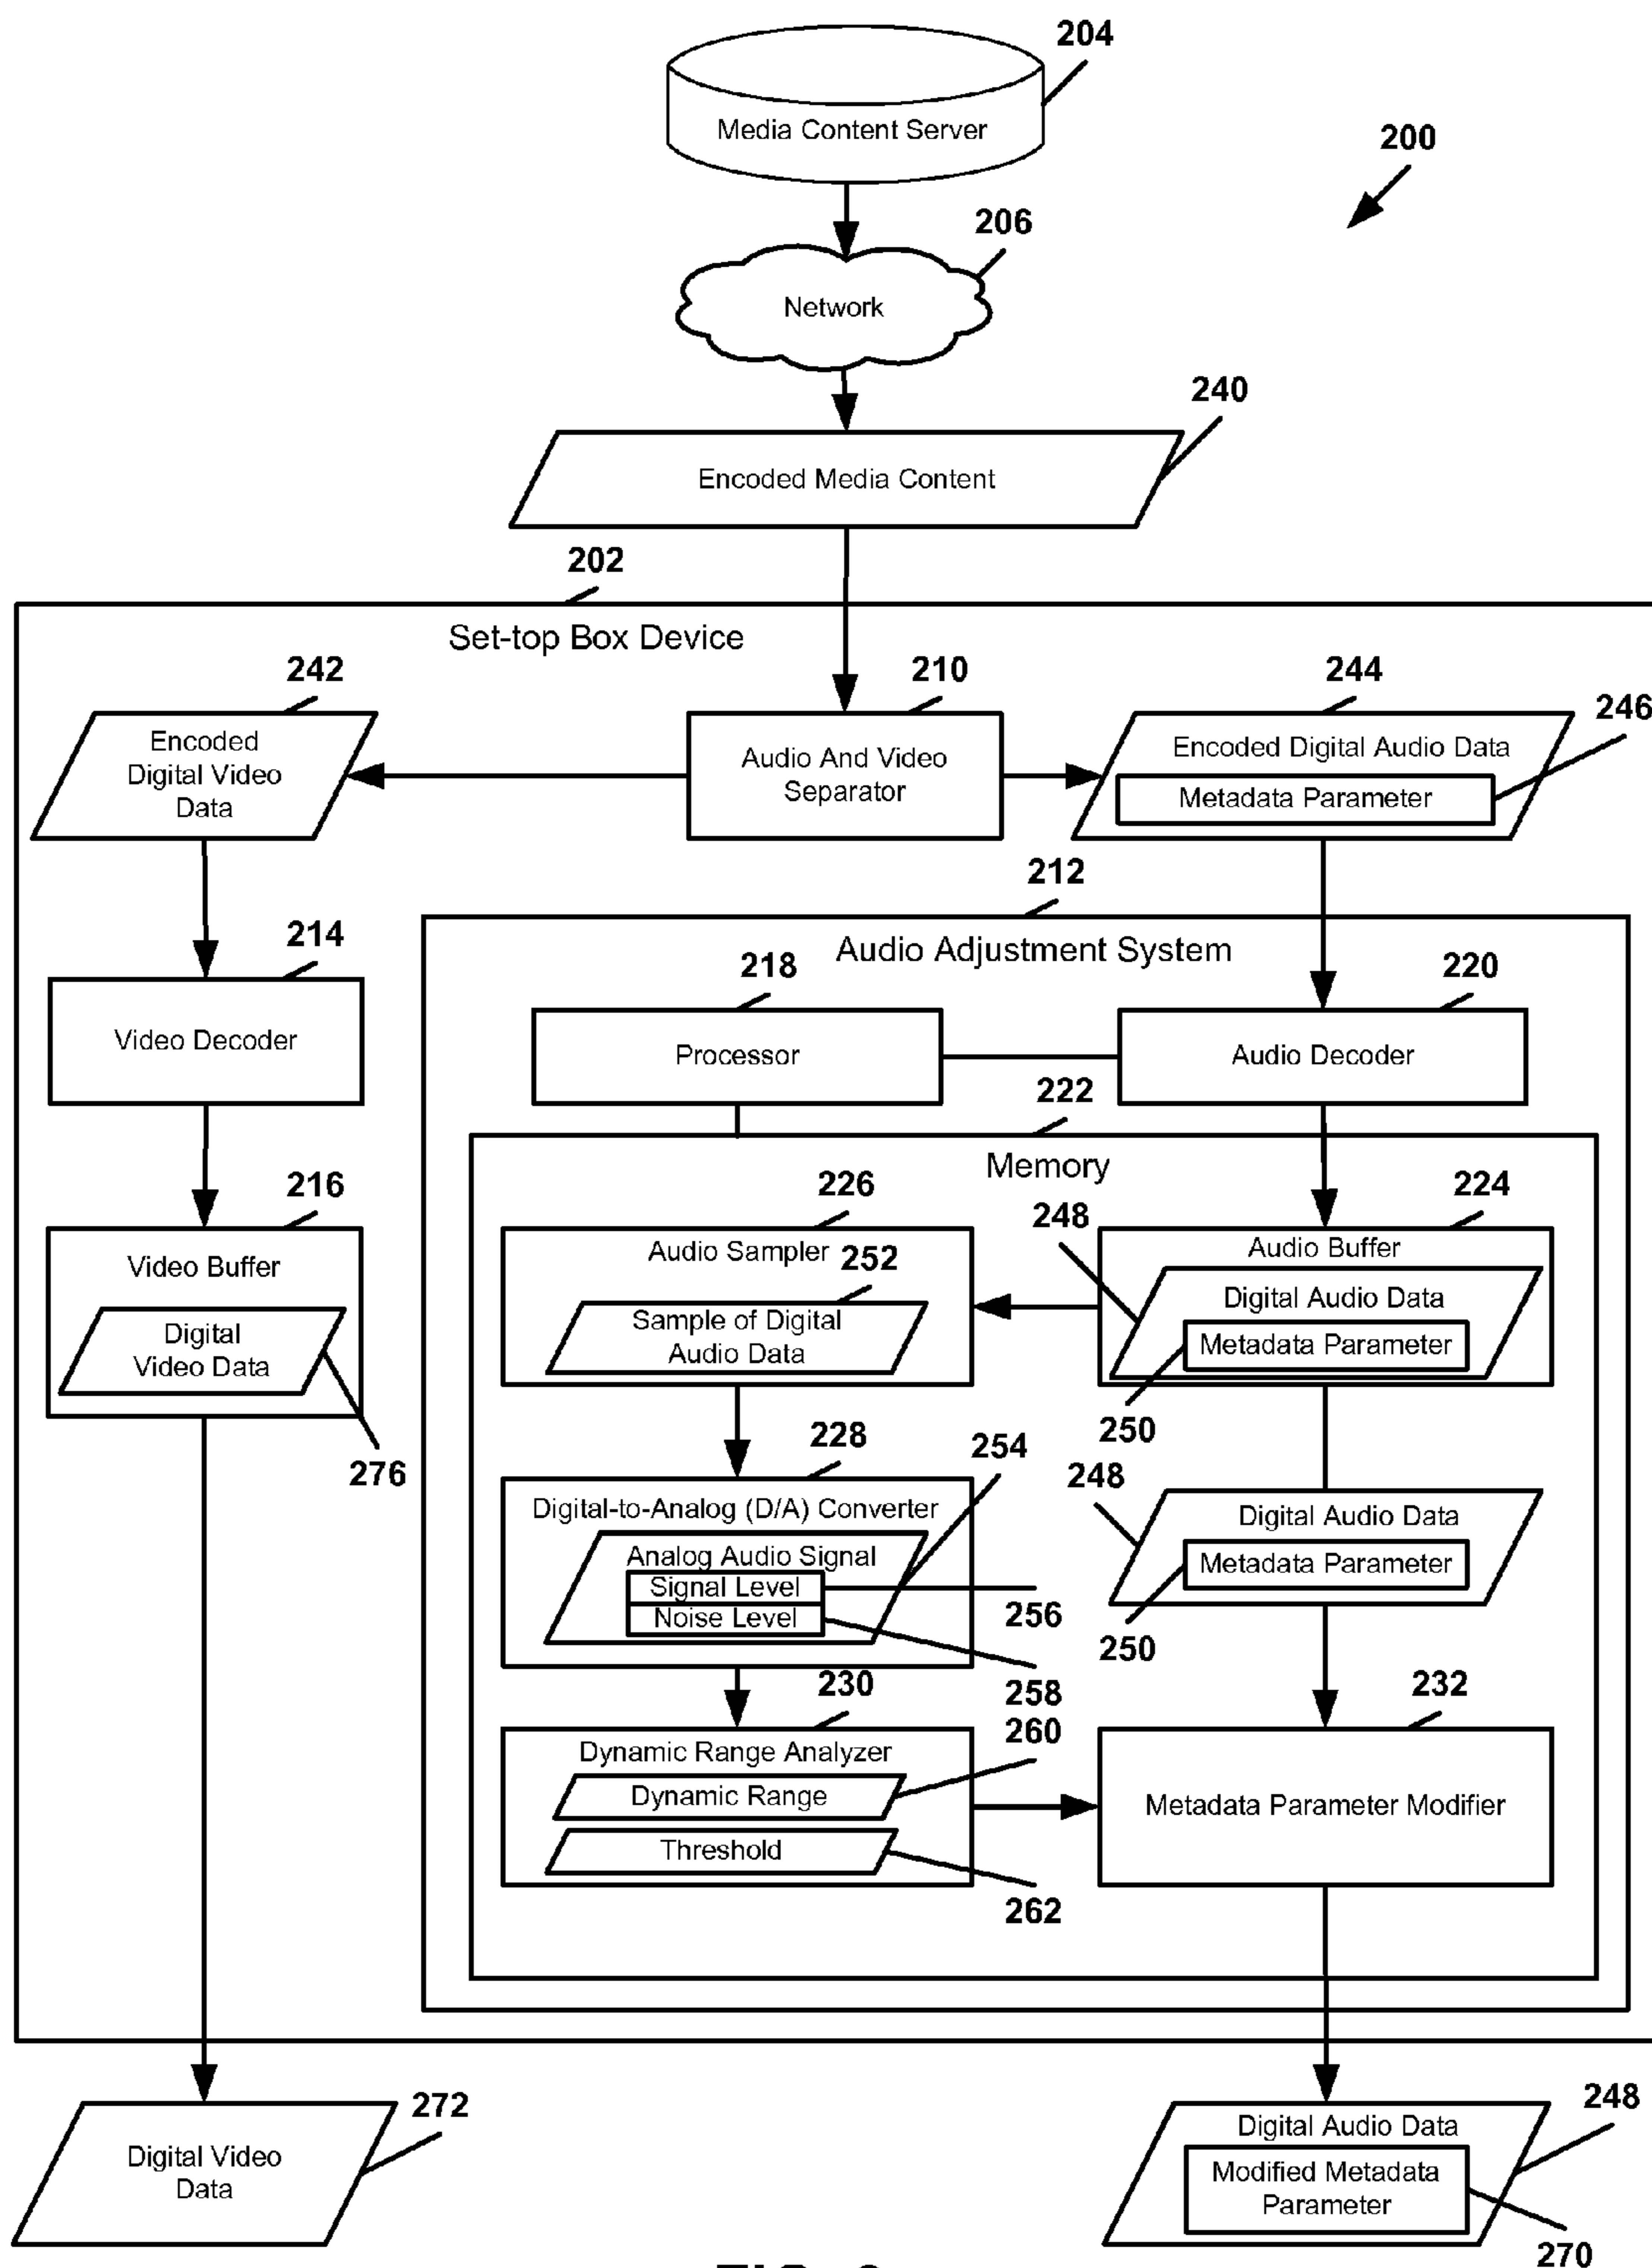 204
Media Content Server
200
206
Network
240
Encoded Media Content
202
Set-top Box Device
242
210
244
246
Encoded
Digital Video
Data
Audio And Video
Separator
Encoded Digital Audio Data
Metadata Parameter
212
Audio Adjustment System
214
218
220
Video Decoder
Processor
Audio Decoder
222
Memory
216
226
248
224
Video Buffer
Digital
Video Data
276
Audio Sampler
252
Sample of Digital
Audio Data
Audio Buffer
Digital Audio Data
Metadata Parameter
250
228
254
248
Digital-to-Analog (D/A) Converter
Analog Audio Signal
Signal Level
Noise Level
256
258
Digital Audio Data
Metadata Parameter
250
230
260
232
Dynamic Range Analyzer
Dynamic Range
Threshold
262
Metadata Parameter Modifier
272
Digital Video
Data
248
Digital Audio Data
Modified Metadata
Parameter
270